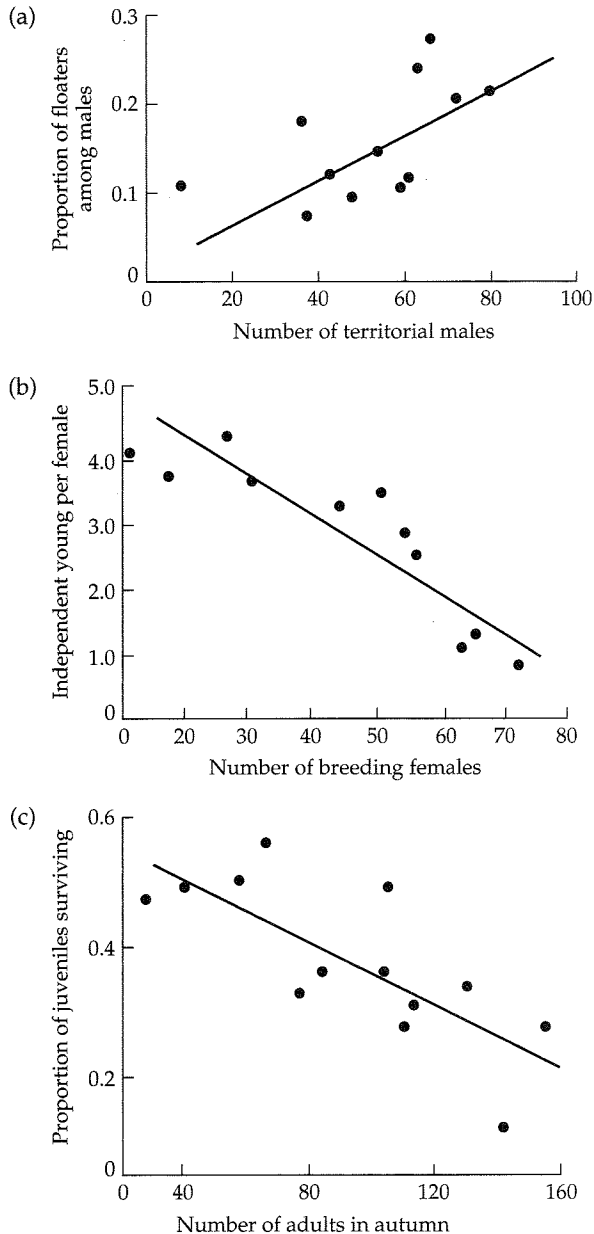 (a)
Proportion of floaters
among males
0.3
0.2
0.1
0
0 20 40 60 80 100
Number of territorial males
(b)
Independent young per female
5.0
4.0
3.0
2.0
1.0
0
0 20 30 40 50 60 70 80
Number of breeding females
(c)
Proportion of juveniles surviving
0.6
0.4
0.2
0
0 40 80 120 160
Number of adults in autumn